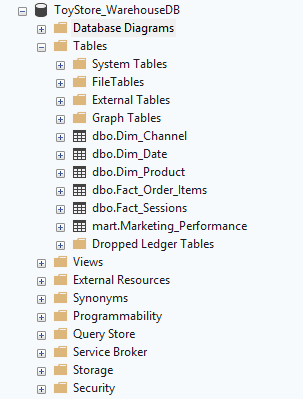 ToyStore_WarehouseDB
Database Diagrams
Tables
System Tables
FileTables
External Tables
Graph Tables
dbo.Dim_Channel
dbo.Dim_Date
dbo.Dim_Product
dbo.Fact_Order_Items
dbo.Fact_Sessions
mart.Marketing_Performance
Dropped Ledger Tables
Views
External Resources
Synonyms
Programmability
Query Store
Service Broker
Storage
Security